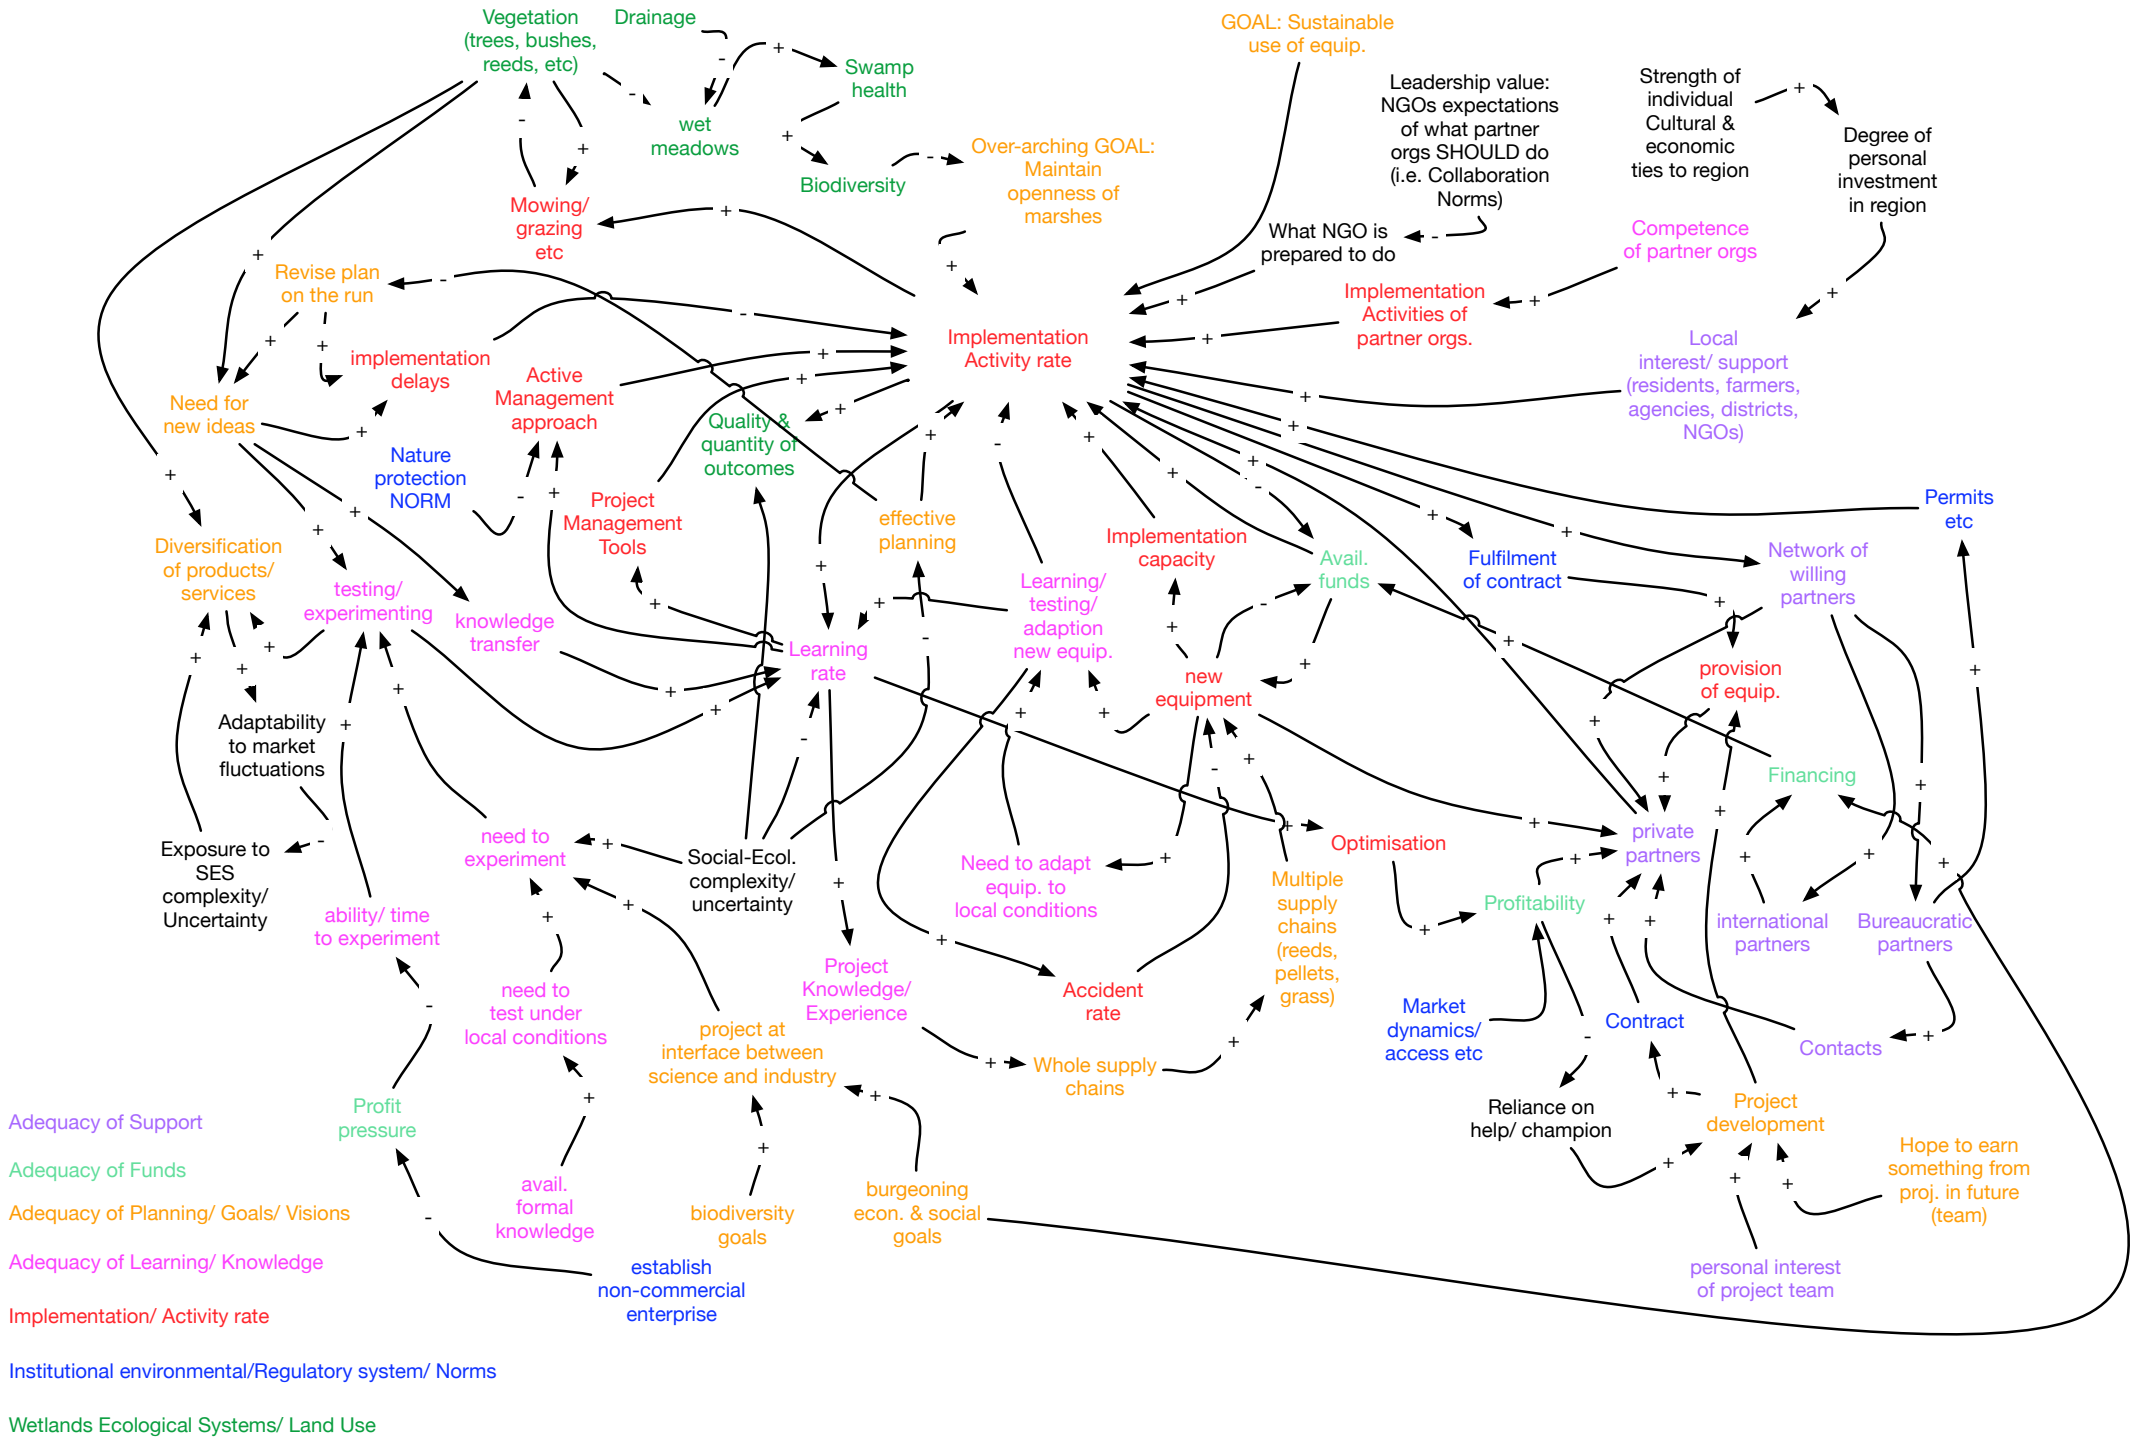 Vegetation
(trees, bushes,
reeds, etc)
Drainage
Swamp
health
wet
meadows
Biodiversity
GOAL: Sustainable
use of equip.
Over-arching GOAL:
Maintain
openness of
marshes
Leadership value:
NGOs expectations
of what partner
orgs SHOULD do
(i.e. Collaboration
Norms)
Strength of
individual
Cultural &
economic
ties to region
Degree of
personal
investment
in region
Mowing/
grazing
etc
What NGO is
prepared to do
Competence
of partner orgs
Revise plan
on the run
Implementation
Activities of
partner orgs.
implementation
delays
Implementation
Activity rate
Local
interest/ support
(residents, farmers,
agencies, districts,
NGOs)
Active
Management
approach
Need for
new ideas
Quality &
quantity of
outcomes
Nature
protection
NORM
Project
Management
Tools
effective
planning
Permits
etc
Diversification
of products/
services
Implementation
capacity
Avail.
funds
Fulfilment
of contract
Network of
willing
partners
testing/
experimenting
knowledge
transfer
Learning/
testing/
adaption
new equip.
Learning
rate
new
equipment
provision
of equip.
Adaptability
to market
fluctuations
Financing
Exposure to
SES
complexity/
Uncertainty
need to
experiment
Social-Ecol.
complexity/
uncertainty
Need to adapt
equip. to
local conditions
Multiple
supply
chains
(reeds,
pellets,
grass)
Optimisation
private
partners
Profitability
international
partners
Bureaucratic
partners
ability/ time
to experiment
need to
test under
local conditions
Project
Knowledge/
Experience
Accident
rate
Market
dynamics/
access etc
Contract
Contacts
project at
interface between
science and industry
Whole supply
chains
Profit
pressure
Reliance on
help/ champion
Project
development
Hope to earn
something from
proj. in future
(team)
avail.
formal
knowledge
biodiversity
goals
burgeoning
econ. & social
goals
establish
non-commercial
enterprise
personal interest
of project team
Adequacy of Support
Adequacy of Funds
Adequacy of Planning/ Goals/ Visions
Adequacy of Learning/ Knowledge
Implementation/ Activity rate
Institutional environmental/Regulatory system/ Norms
Wetlands Ecological Systems/ Land Use